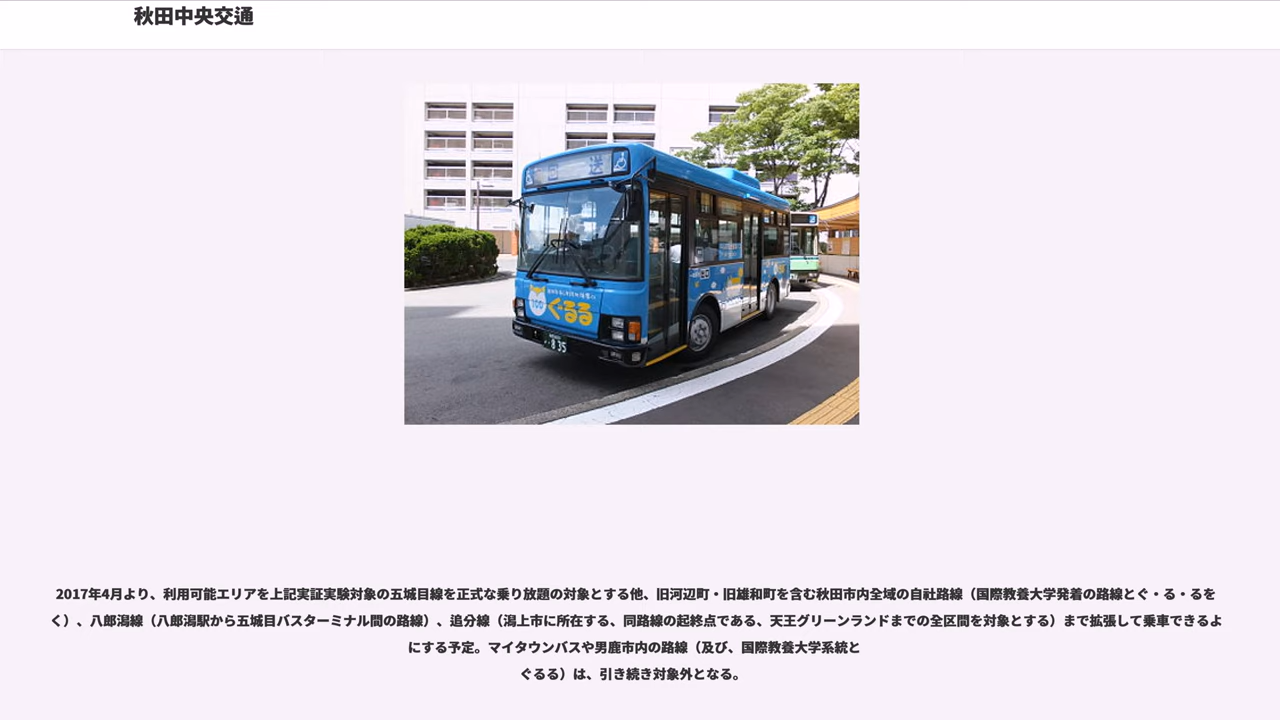 秋田中央交通
回送
100
ぐるる
835
2017年4月より、利用可能エリアを上記実証実験対象の五城目線を正式な乗り放題の対象とする他、旧河辺町・旧雄和町を含む秋田市内全域の自社路線（国際教養大学発着の路線とぐ・る・るを
く）、八郎潟線（八郎潟駅から五城目バスターミナル間の路線）、追分線（潟上市に所在する、同路線の起終点である、天王グリーンランドまでの全区間を対象とする）まで拡張して乗車できるよ
にする予定。マイタウンバスや男鹿市内の路線（及び、国際教養大学系統と
ぐるる）は、引き続き対象外となる。